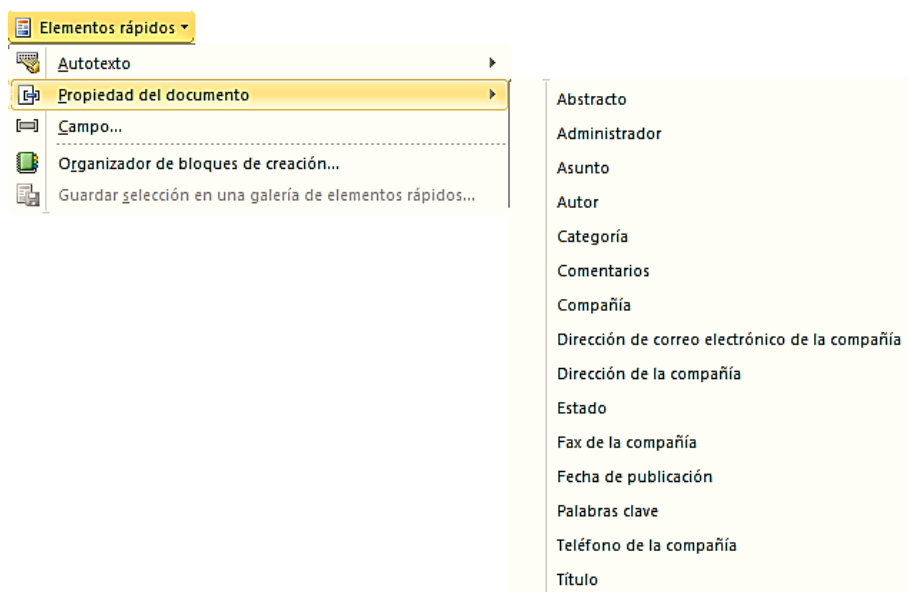 Elementos rápidos
Autotexto
Propiedad del documento
Campo...
Organizador de bloques de creación...
Guardar selección en una galería de elementos rápidos...
Abstracto
Administrador
Asunto
Autor
Categoría
Comentarios
Compañía
Dirección de correo electrónico de la compañía
Dirección de la compañía
Estado
Fax de la compañía
Fecha de publicación
Palabras clave
Teléfono de la compañía
Título